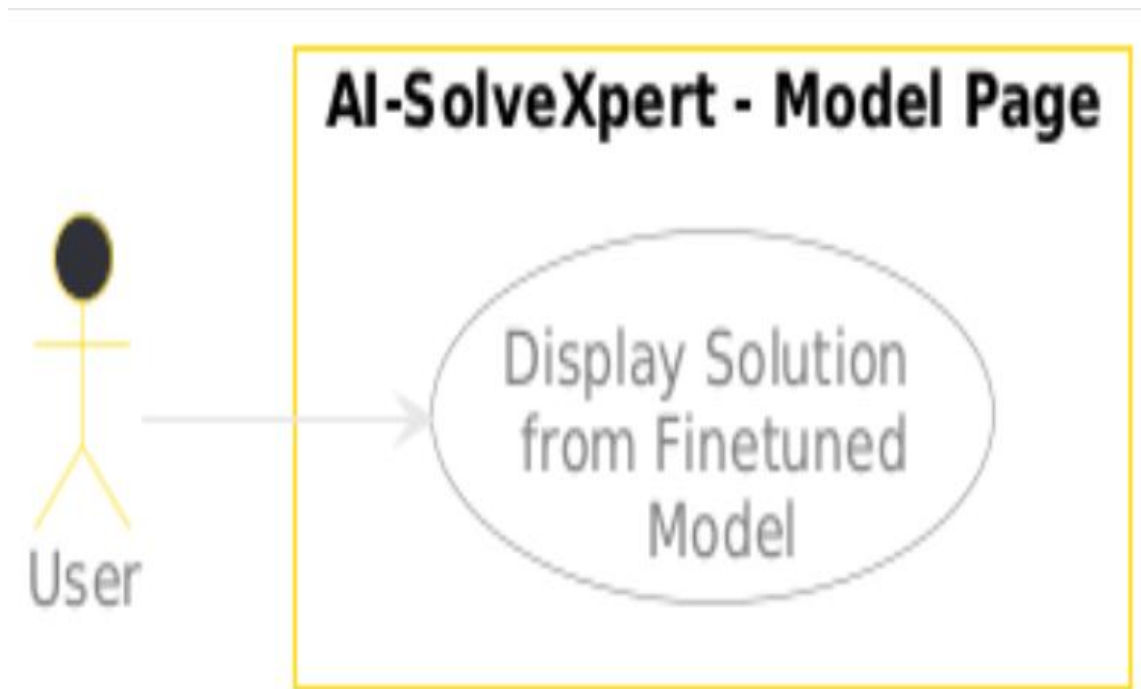 AI-SolveXpert - Model Page
Display Solution
from Finetuned
Model
User